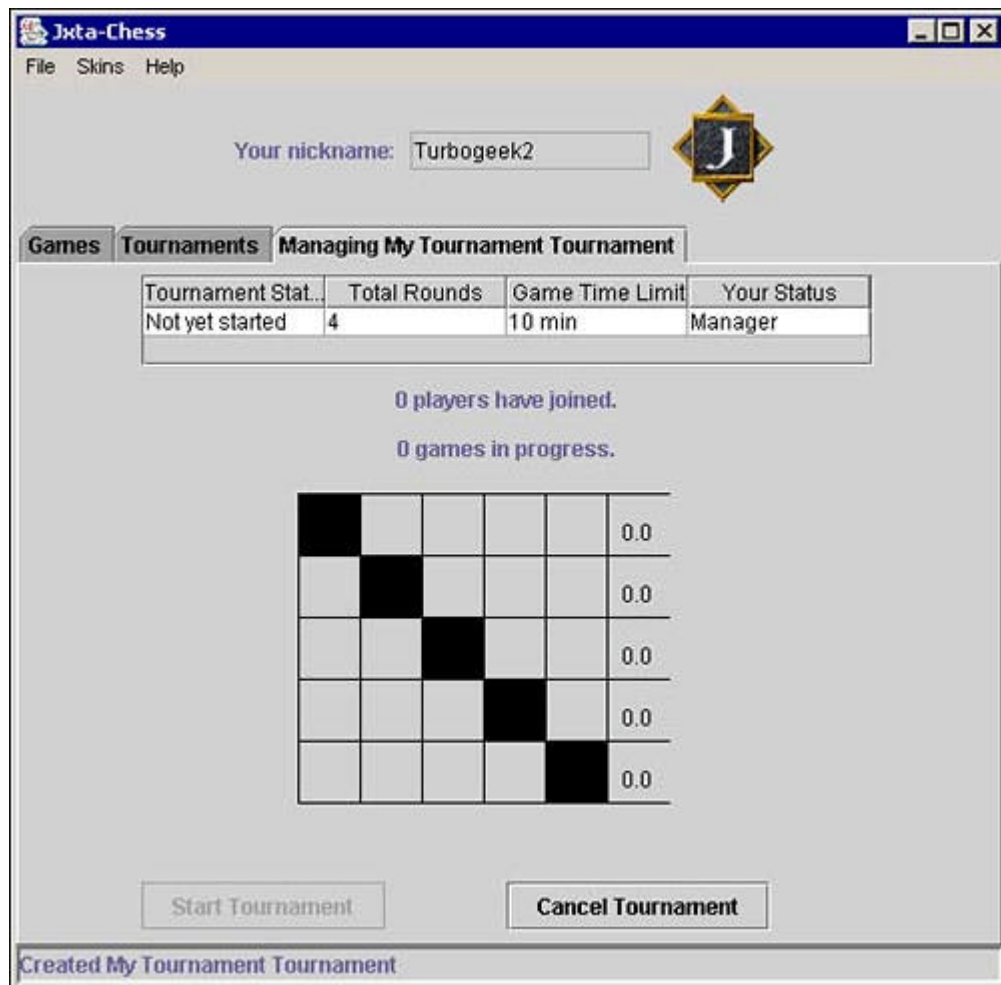 Jxta-Chess
File Skins Help
Your nickname: Turbogeek2 J
Games Tournaments Managing My Tournament Tournament
Tournament Stat... Total Rounds Game Time Limit Your Status
Not yet started 4 10 min Manager
0 players have joined.
0 games in progress.
0.0
0.0
0.0
0.0
0.0
Start Tournament Cancel Tournament
Created My Tournament Tournament